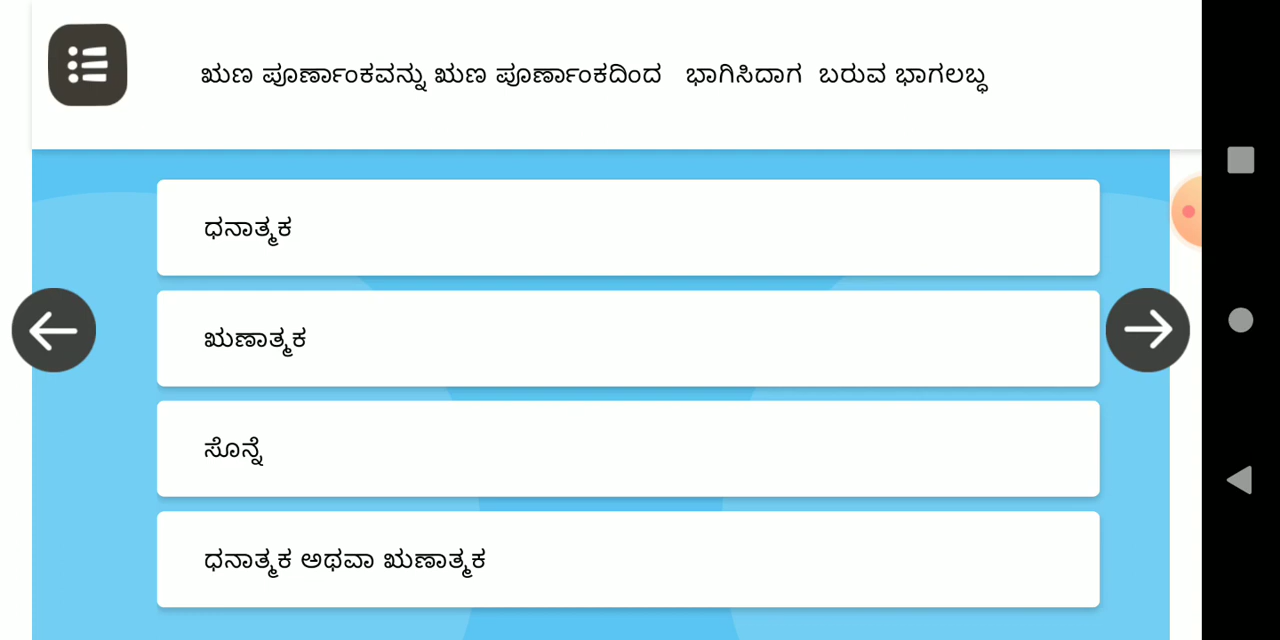 ಋಣ ಪೂರ್ಣಾಂಕವನ್ನು ಋಣ ಪೂರ್ಣಾಂಕದಿಂದ ಭಾಗಿಸಿದಾಗ ಬರುವ ಭಾಗಲಬ್ಧ
ಧನಾತ್ಮಕ
ಋಣಾತ್ಮಕ
ಸೊನ್ನೆ
ಧನಾತ್ಮಕ ಅಥವಾ ಋಣಾತ್ಮಕ